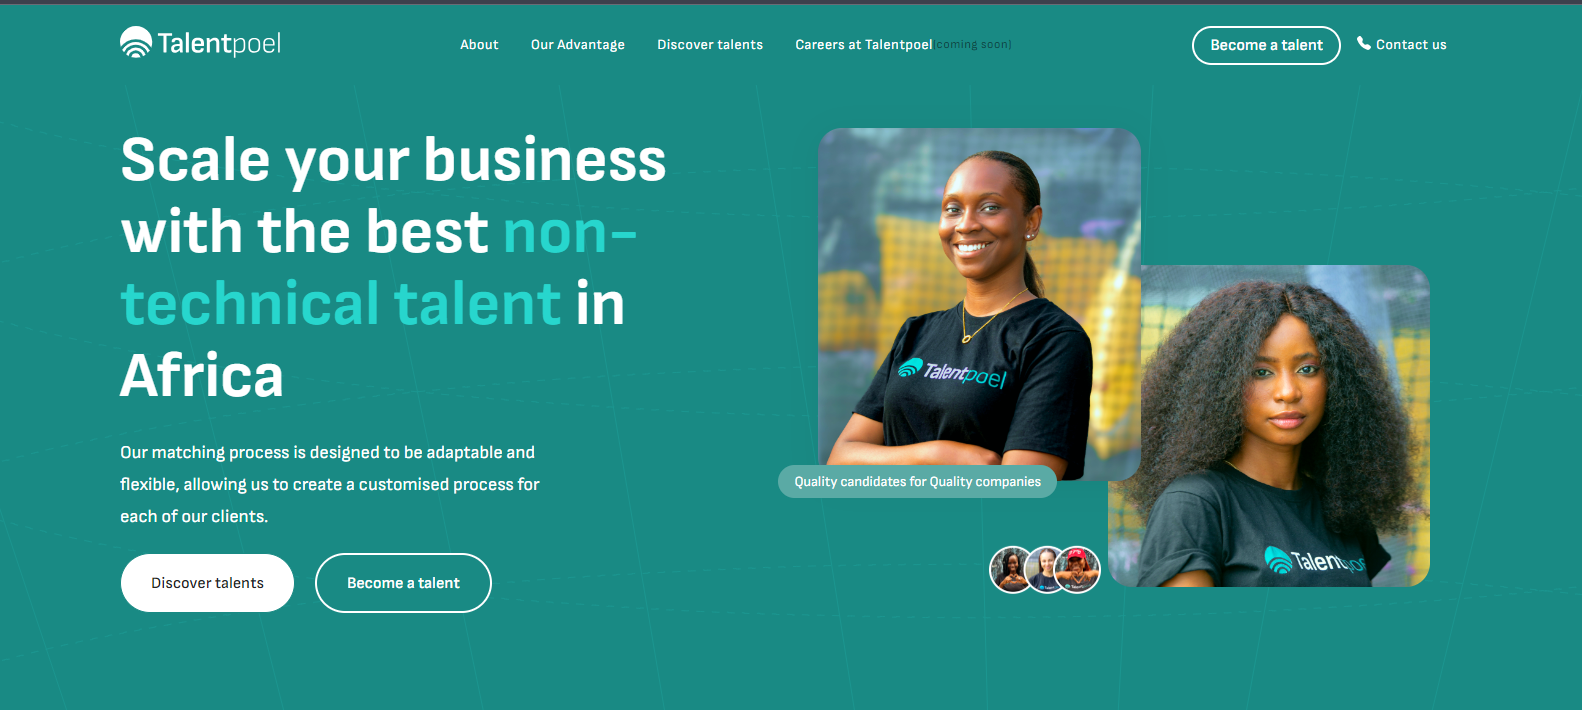 Talentpoel
About
Our Advantage
Discover talents
Careers at Talentpoel (coming soon)
Become a talent
Contact us
Scale your business
with the best non-
technical talent in
Africa
Our matching process is designed to be adaptable and
flexible, allowing us to create a customised process for
each of our clients.
Discover talents
Become a talent
Talentpoel
Quality candidates for Quality companies
Talentpoe